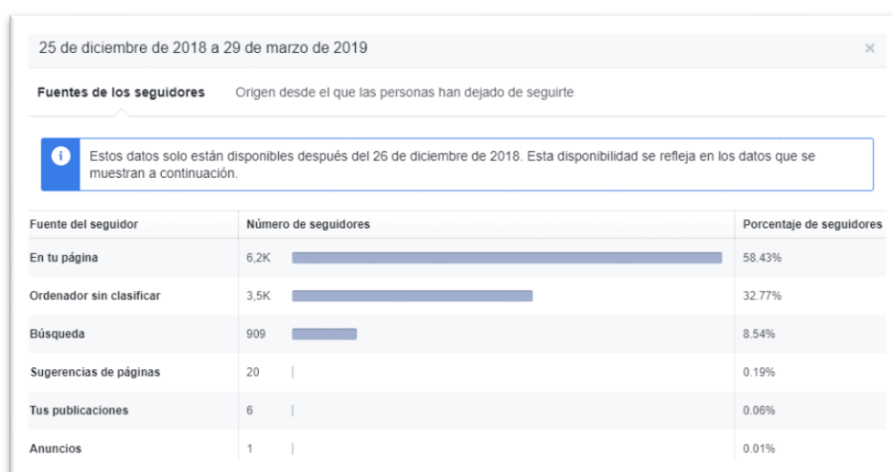 25 de diciembre de 2018 a 29 de marzo de 2019 ×
Fuentes de los seguidores Origen desde el que las personas han dejado de seguirte
Estos datos solo están disponibles después del 26 de diciembre de 2018. Esta disponibilidad se refleja en los datos que se
muestran a continuación.
Fuente del seguidor Número de seguidores Porcentaje de seguidores
En tu página 6,2K 58.43%
Ordenador sin clasificar 3,5K 32.77%
Búsqueda 909 8.54%
Sugerencias de páginas 20 0.19%
Tus publicaciones 6 0.06%
Anuncios 1 0.01%